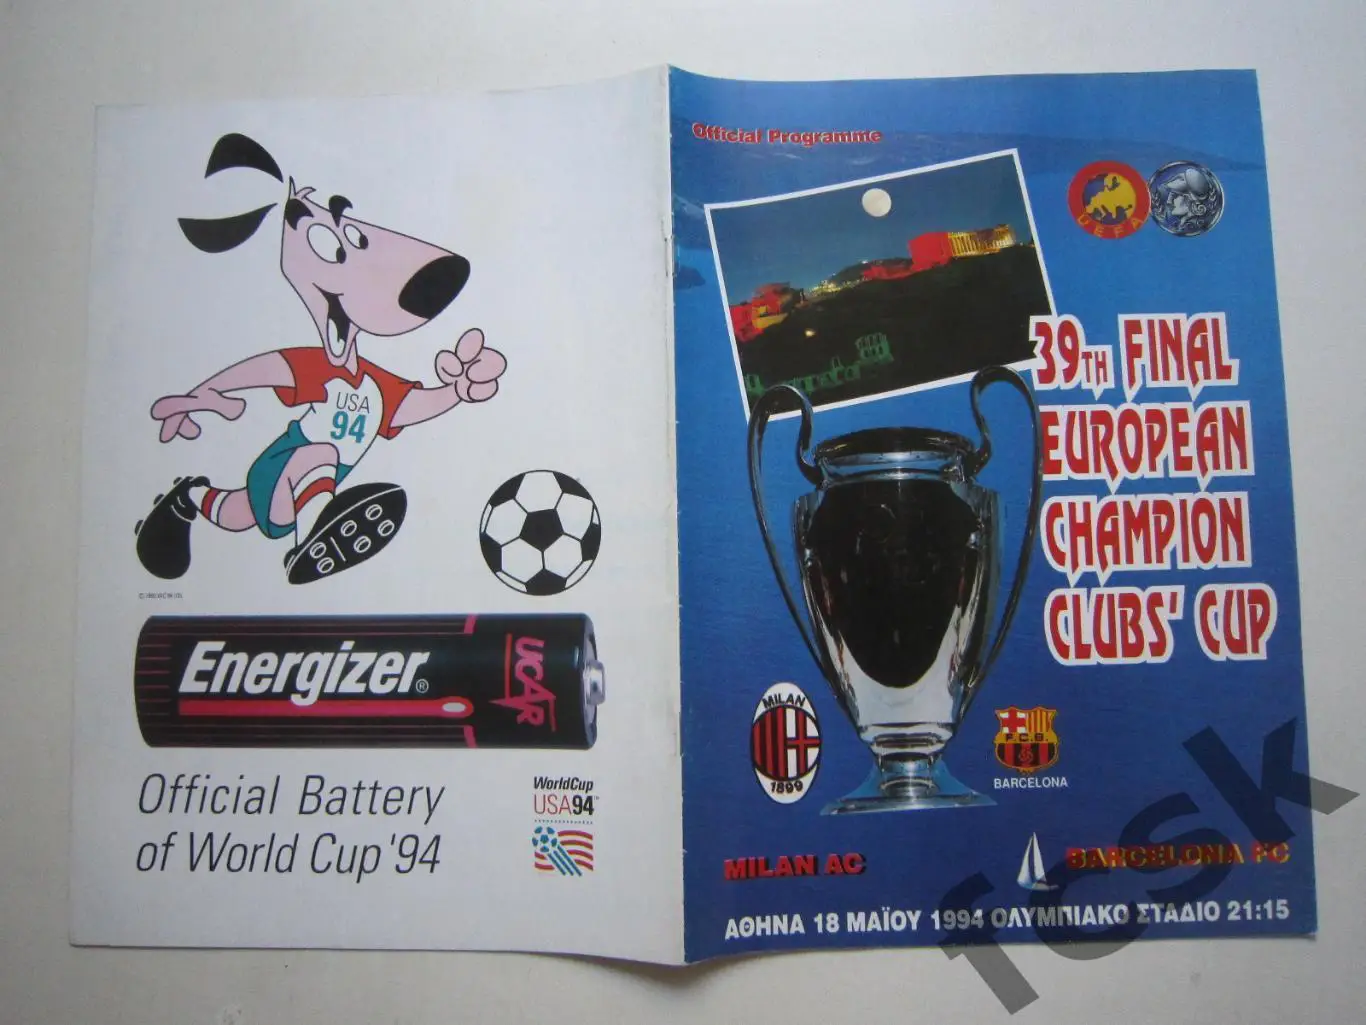 USA
94
Energizer®
UCAR
Official Battery
of World Cup '94
WorldCup
USA94™
Official Programme
UEFA
39TH FINAL
EUROPEAN
CHAMPION
CLUBS' CUP
MILAN
1899
F.C.B.
BARCELONA
MILAN AC
BARCELONA FC
ΑΘΗΝΑ 18 ΜΑΪΟΥ 1994 ΟΛΥΜΠΙΑΚΟ ΣΤΑΔΙΟ 21:15
fcsk